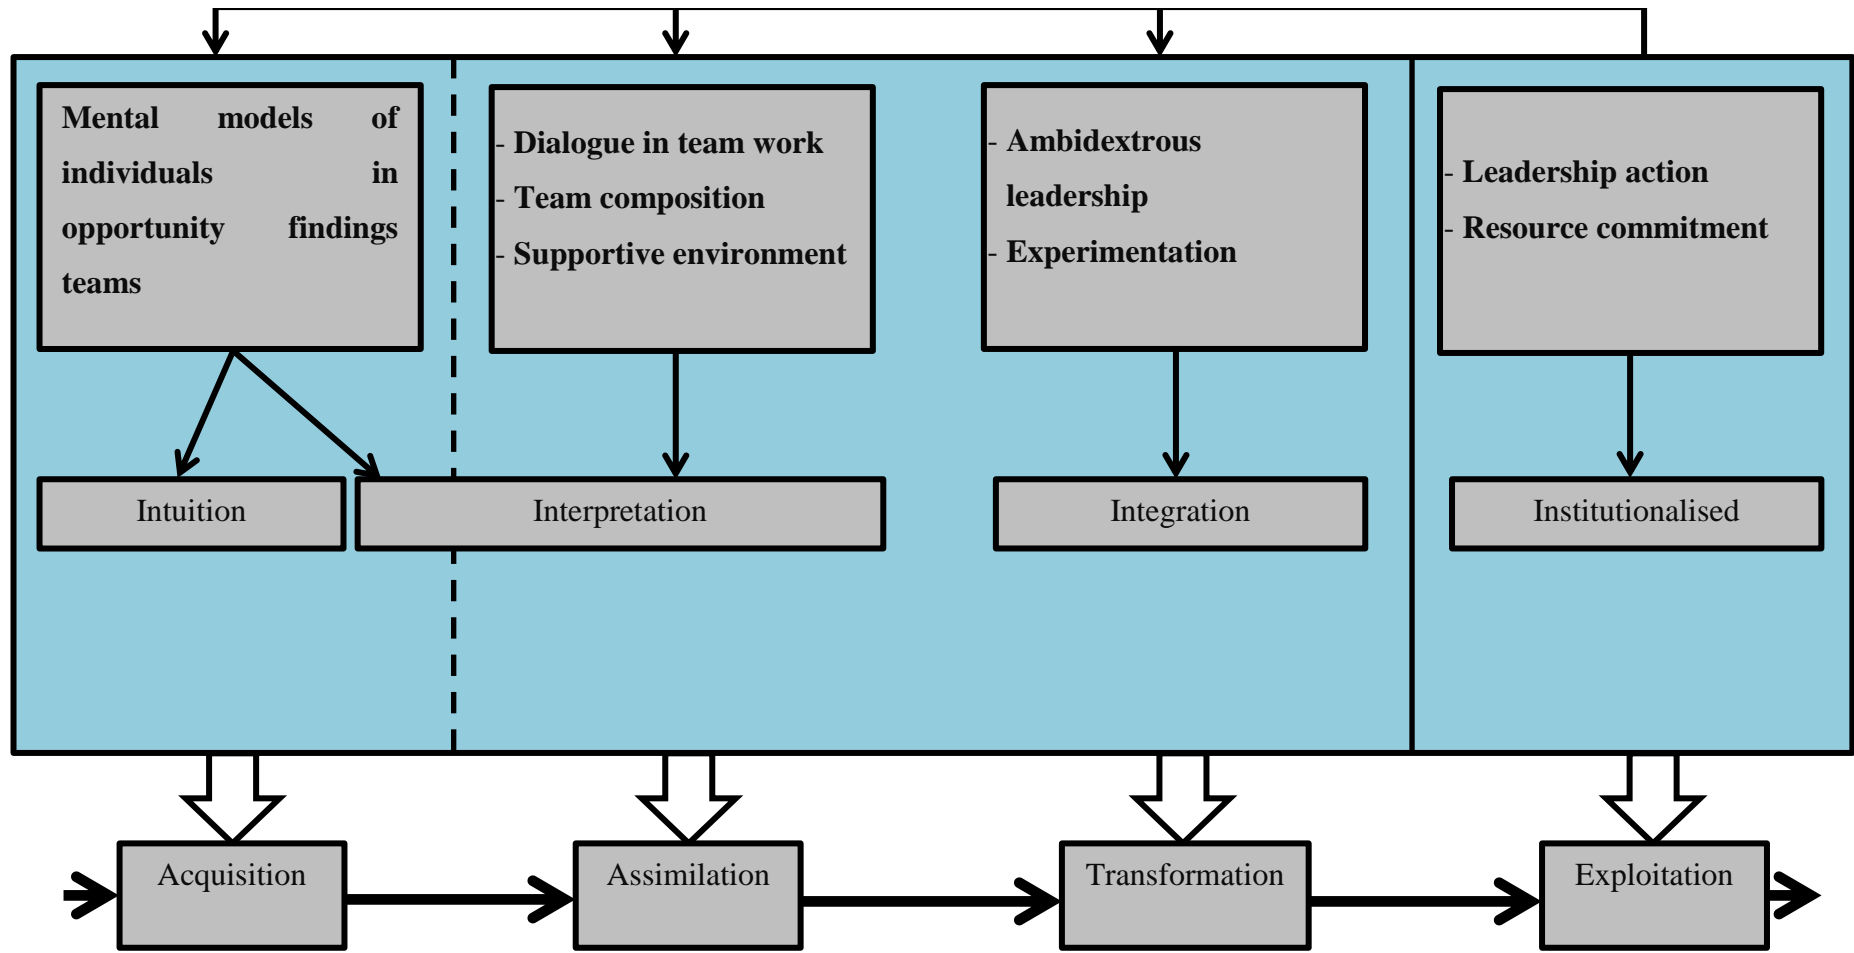 Mental models of
individuals in
opportunity findings
teams
- Dialogue in team work
- Team composition
- Supportive environment
- Ambidextrous
leadership
- Experimentation
- Leadership action
- Resource commitment
Intuition
Interpretation
Integration
Institutionalised
Acquisition
Assimilation
Transformation
Exploitation